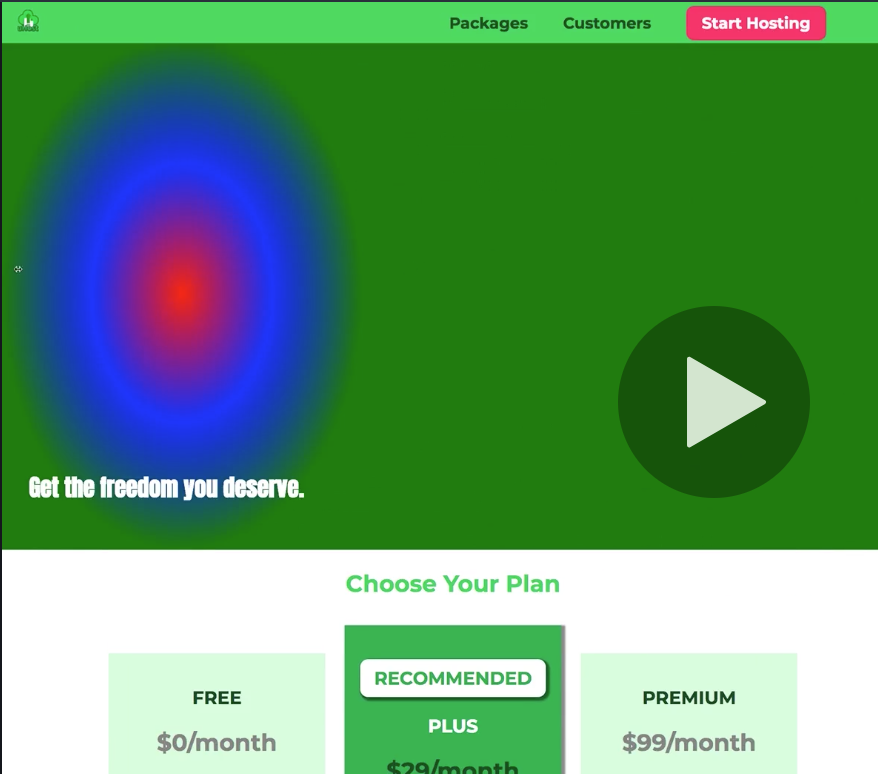 Packages Customers Start Hosting
Get the freedom you deserve.
Choose Your Plan
RECOMMENDED
FREE
PLUS
PREMIUM
$0/month
$29/month
$99/month